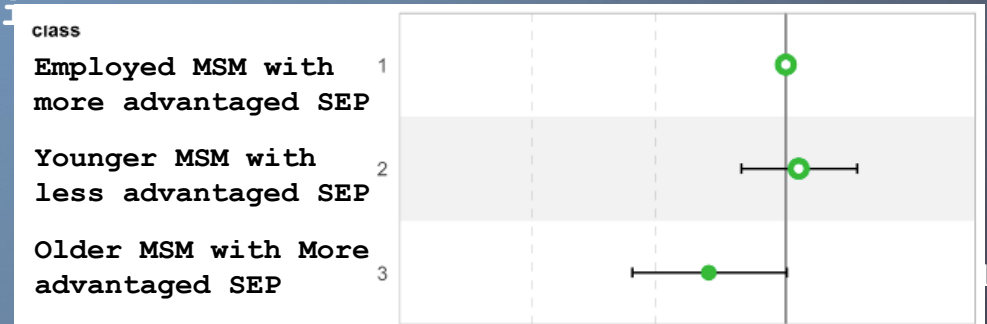 class
Employed MSM with
more advantaged SEP
1
Younger MSM with
less advantaged SEP
2
Older MSM with More
advantaged SEP
3